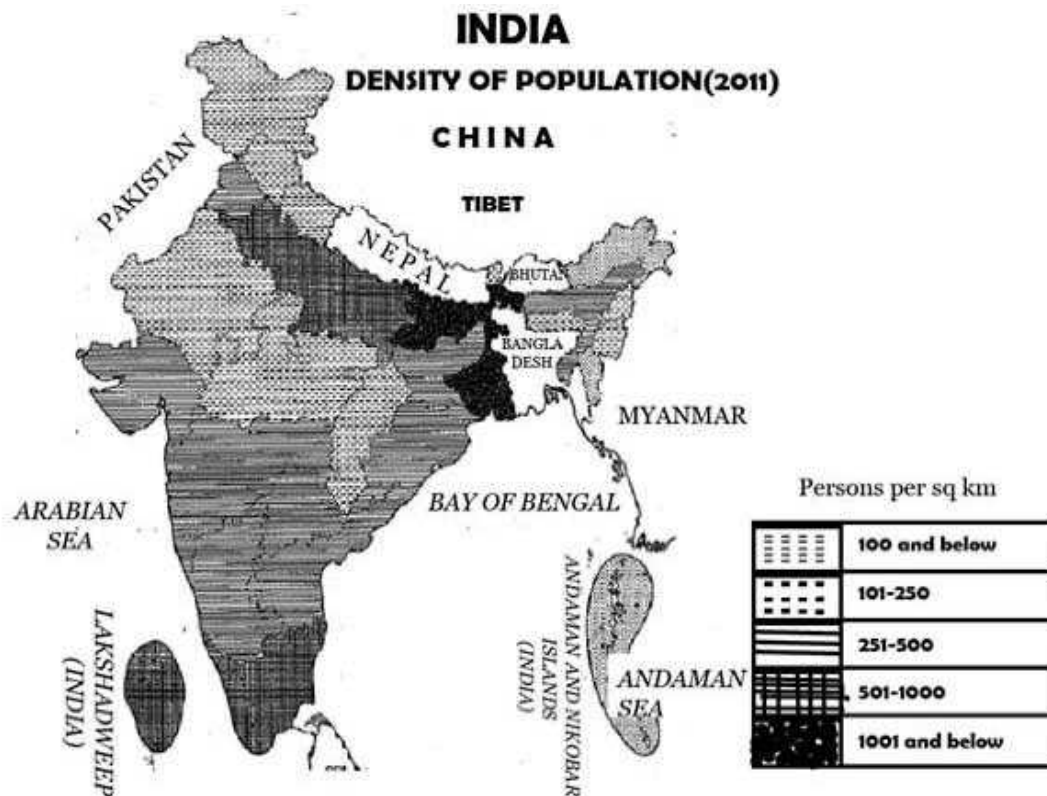 INDIA
DENSITY OF POPULATION(2011)
CHINA
PAKISTAN
TIBET
NEPAL
BHUTAN
BANGLA
DESH
MYANMAR
ARABIAN
SEA
BAY OF BENGAL
LAKSHADWEEP
(INDIA)
ANDAMAN AND NIKOBAR
ISLANDS
(INDIA)
ANDAMAN
SEA
Persons per sq km
100 and below
101-250
251-500
501-1000
1001 and below